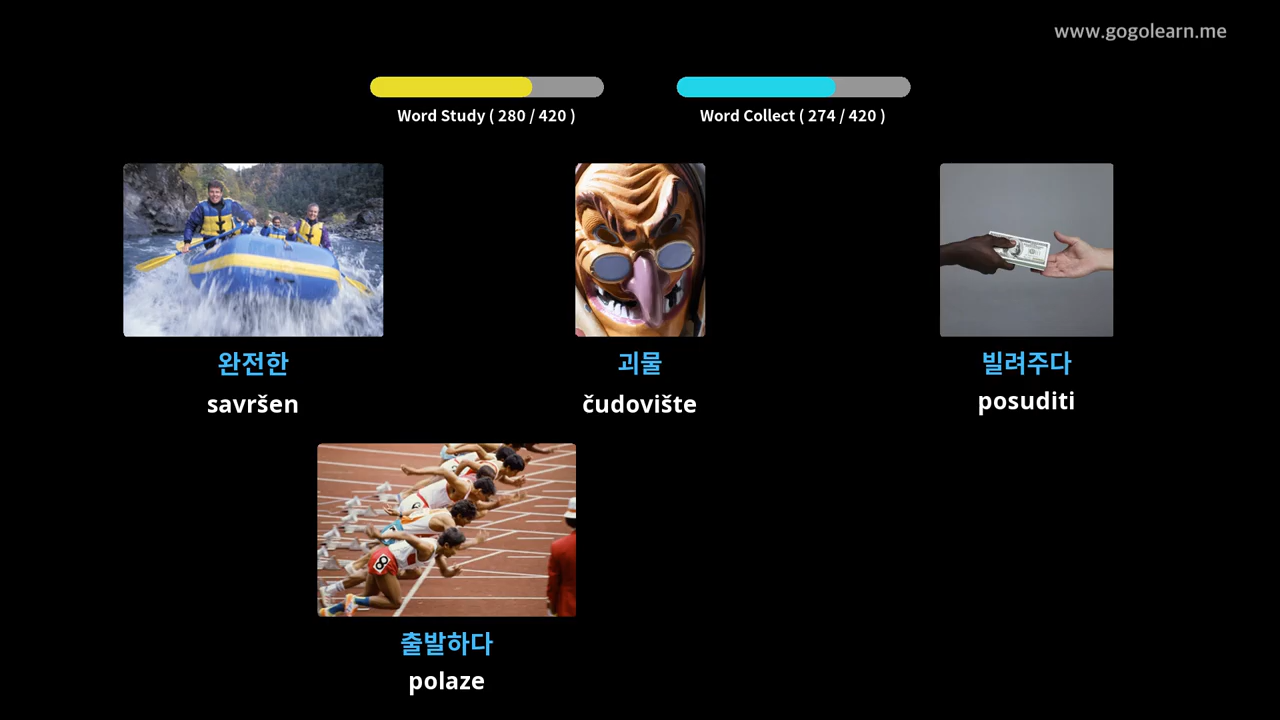 www.gogolearn.me
Word Study ( 280 / 420 )
Word Collect ( 274 / 420 )
완전한
savršen
괴물
čudovište
빌려주다
posuditi
출발하다
polaze